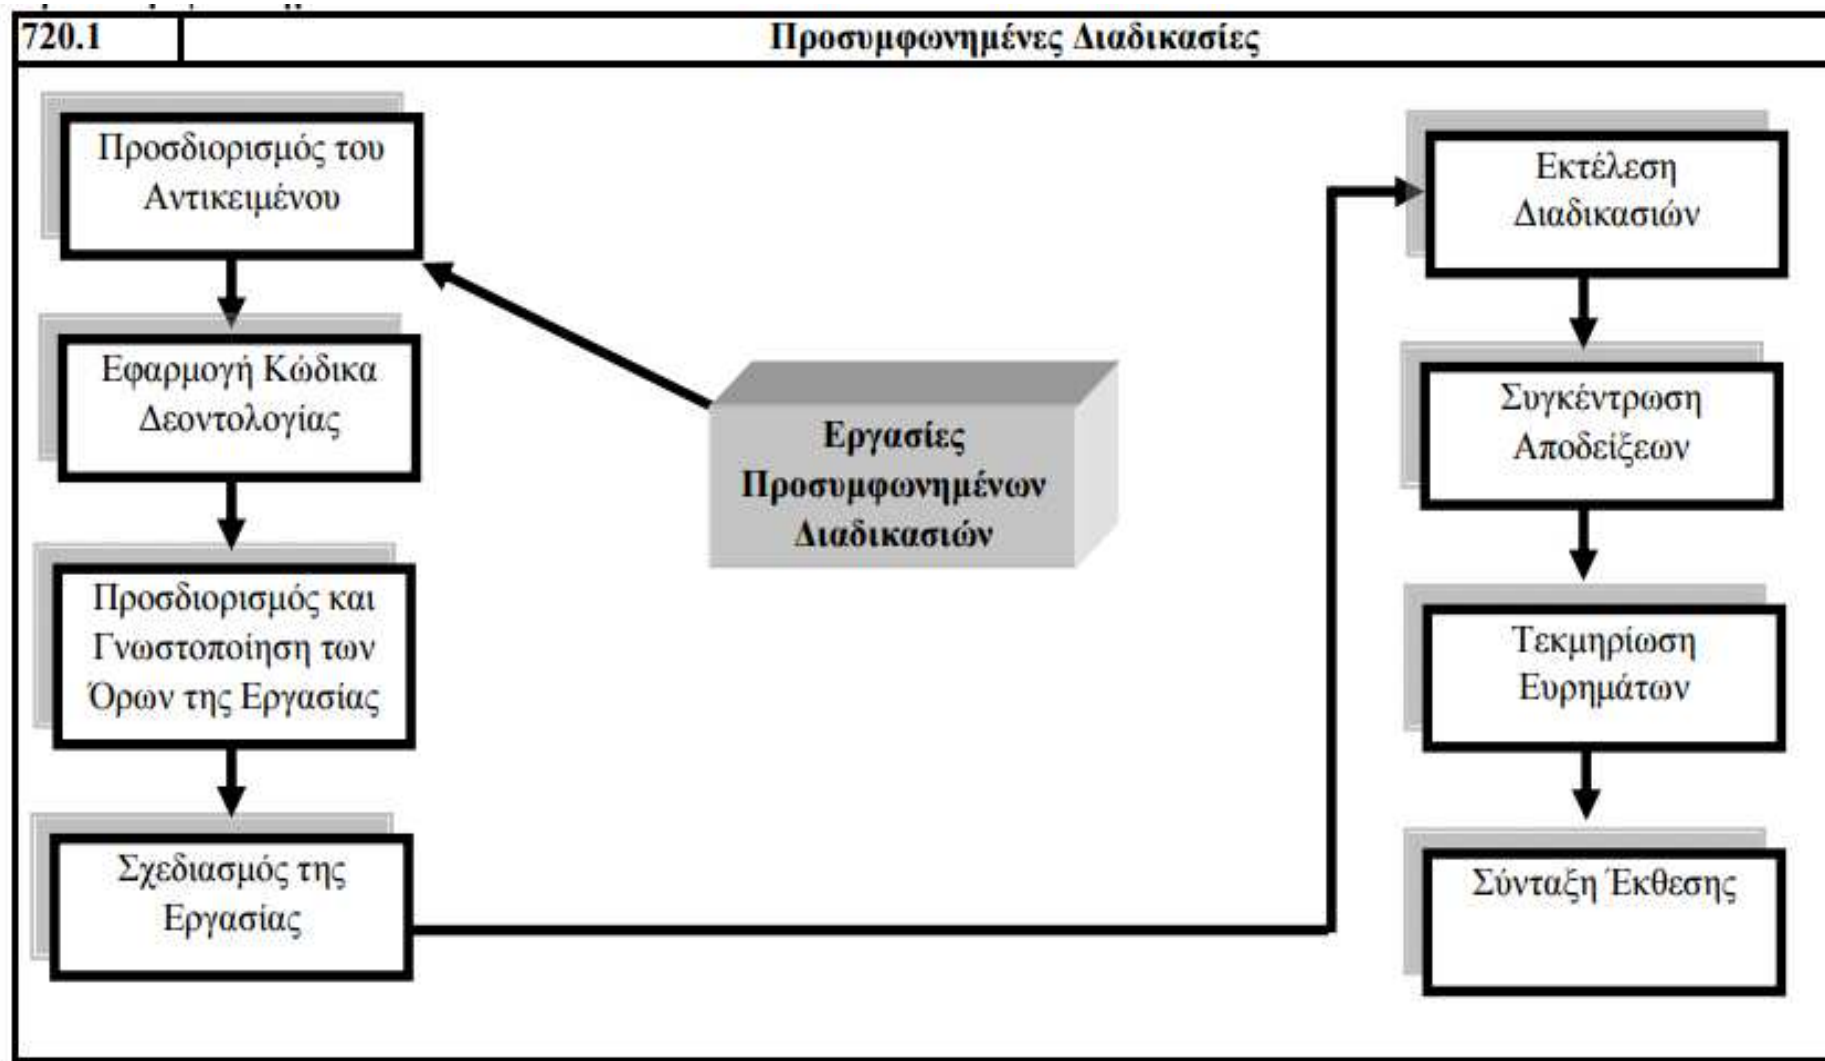 720.1 Προσυμφωνημένες Διαδικασίες
Προσδιορισμός του
Αντικειμένου
Εφαρμογή Κώδικα
Δεοντολογίας
Προσδιορισμός και
Γνωστοποίηση των
Όρων της Εργασίας
Σχεδιασμός της
Εργασίας
Εργασίες
Προσυμφωνημένων
Διαδικασιών
Εκτέλεση
Διαδικασιών
Συγκέντρωση
Αποδείξεων
Τεκμηρίωση
Ευρημάτων
Σύνταξη Έκθεσης